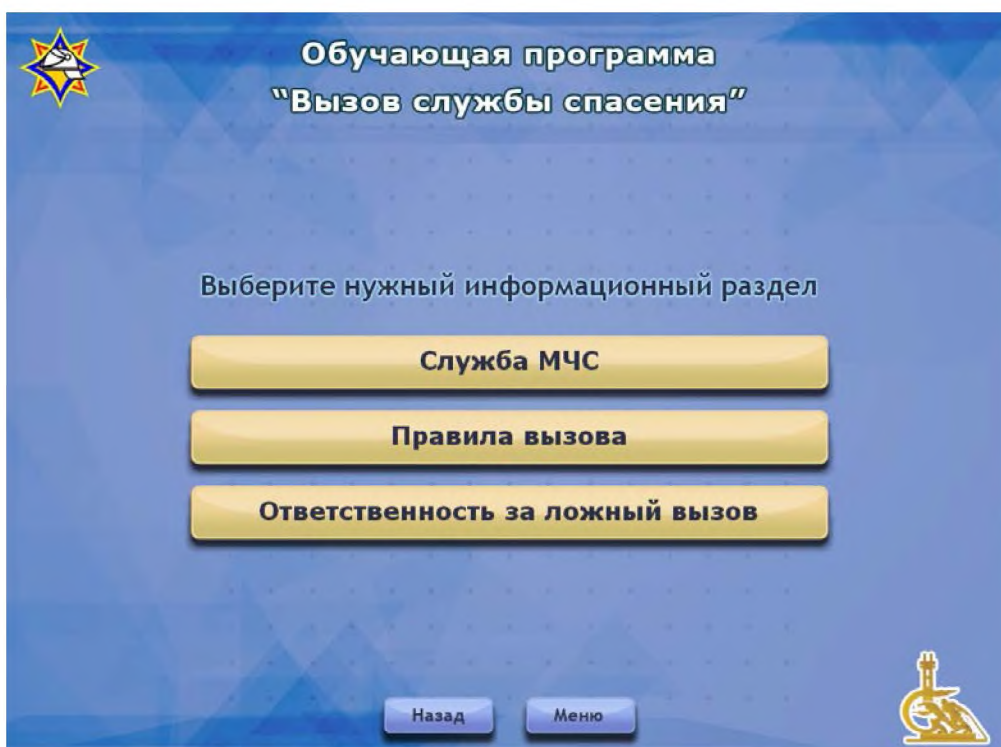 Обучающая программа
“Вызов службы спасения”
Выберите нужный информационный раздел
Служба МЧС
Правила вызова
Ответственность за ложный вызов
Назад
Меню